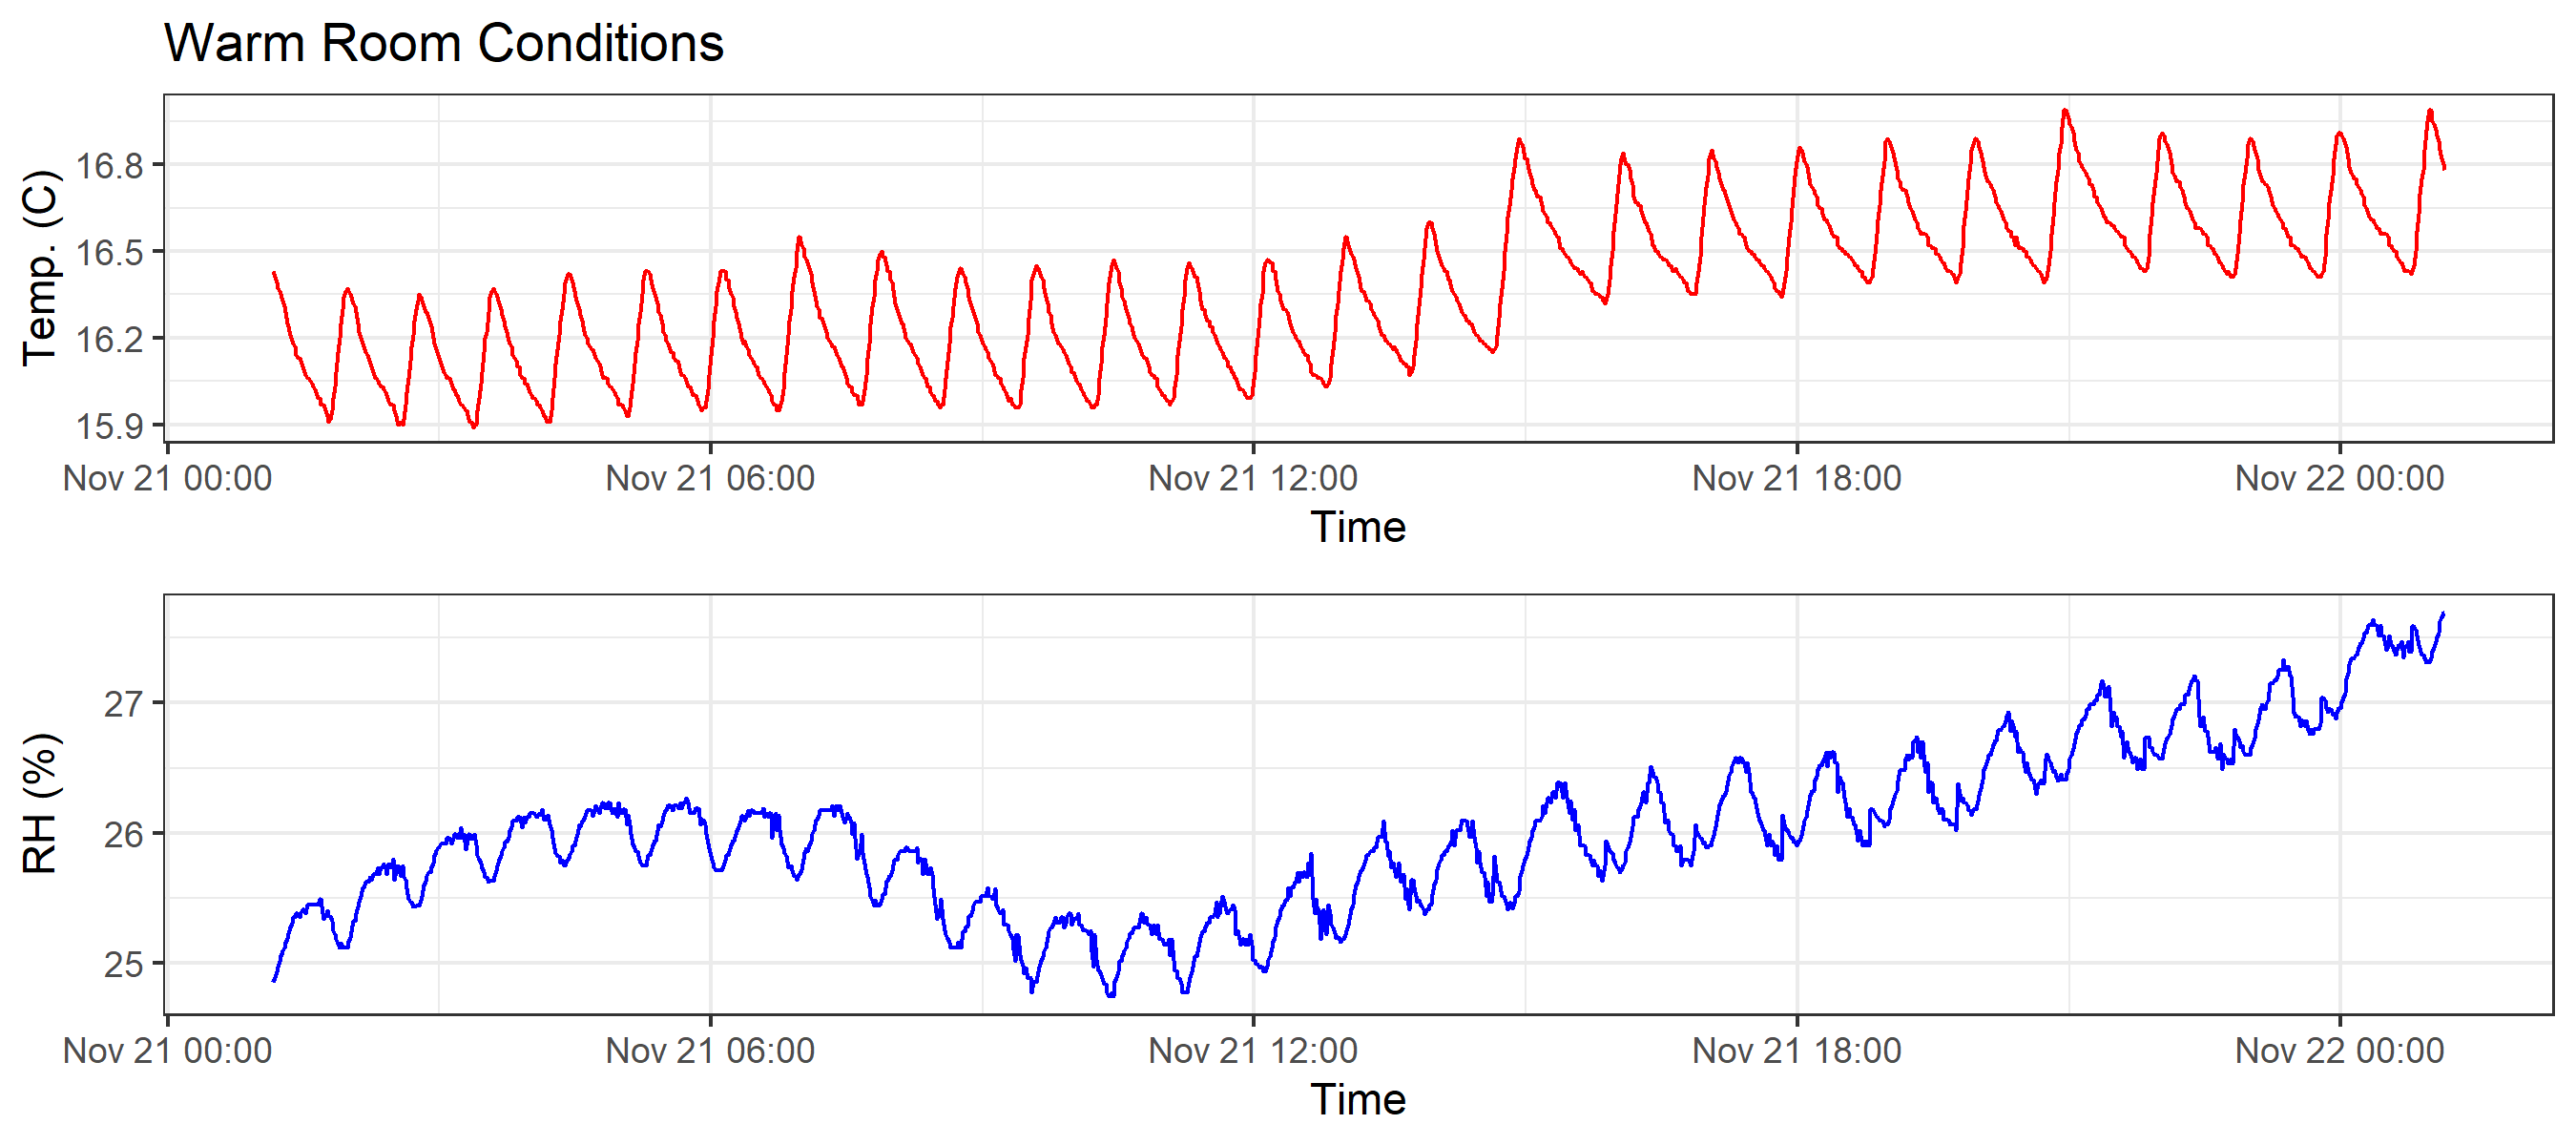 Warm Room Conditions
Temp. (C)
16.8
16.5
16.2
15.9
Nov 21 00:00 Nov 21 06:00 Nov 21 12:00 Nov 21 18:00 Nov 22 00:00
Time
RH (%)
27
26
25
Nov 21 00:00 Nov 21 06:00 Nov 21 12:00 Nov 21 18:00 Nov 22 00:00
Time